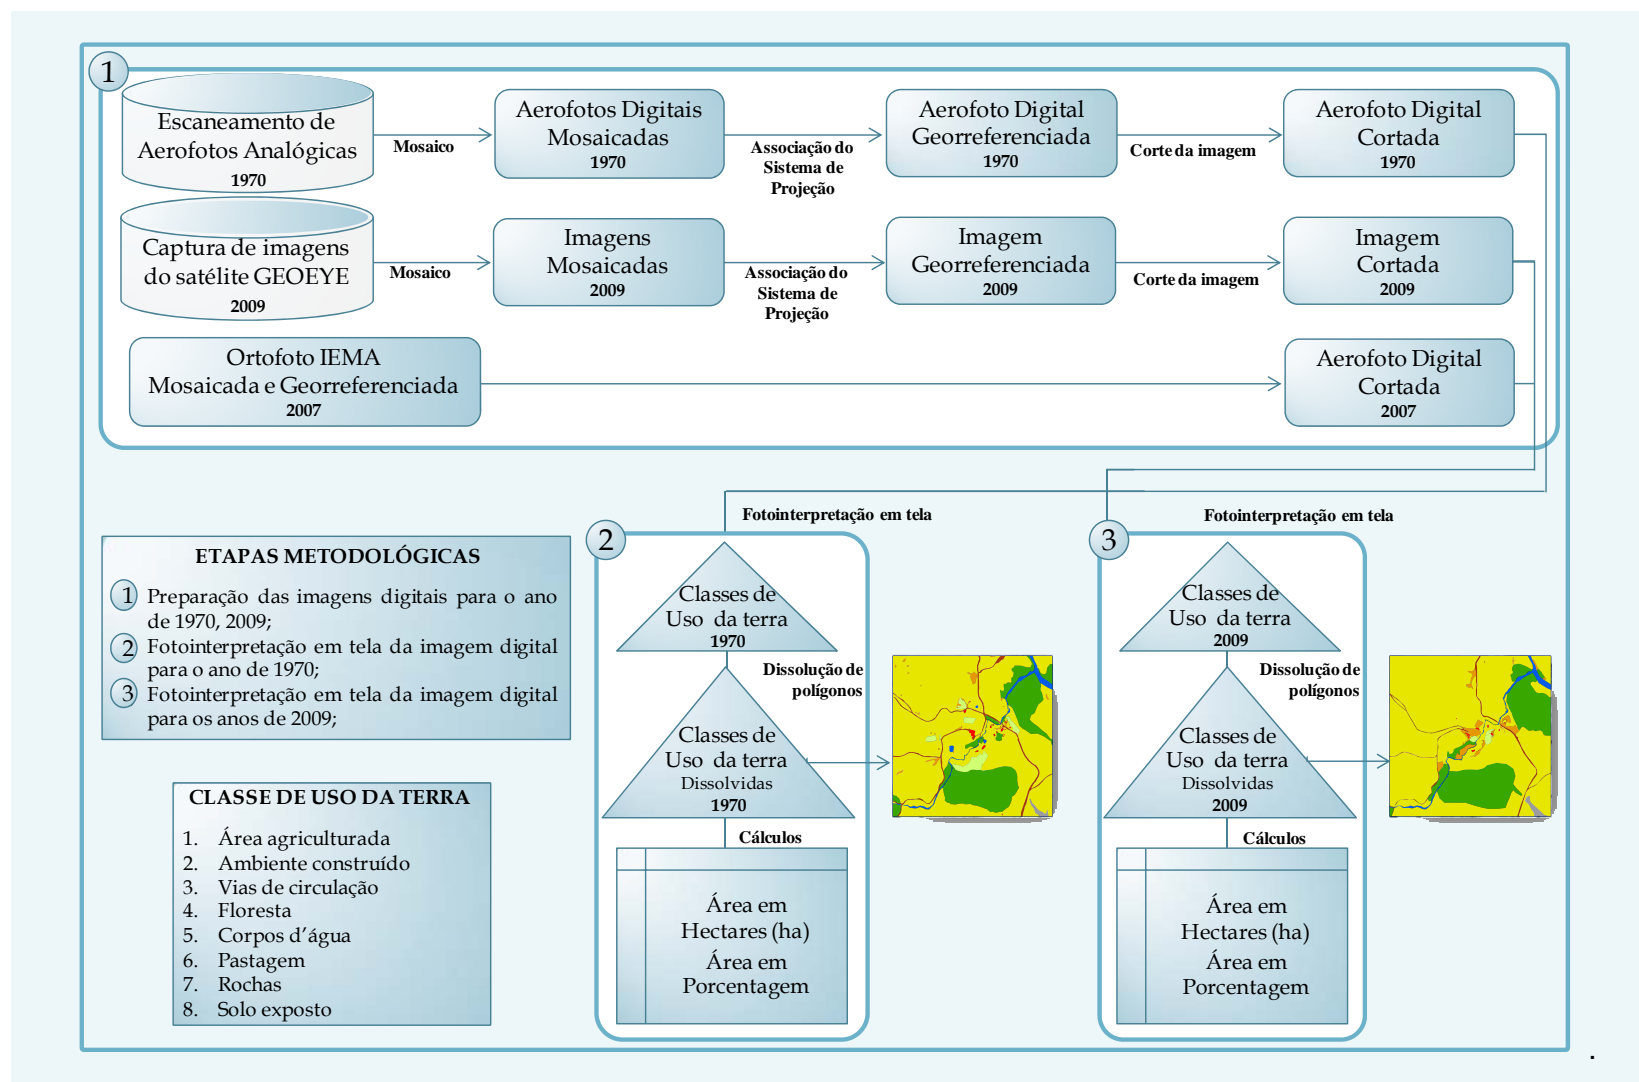 1
Escaneamento de
Aerofotos Analógicas
1970
Mosaico
Aerofotos Digitais
Mosaicadas
1970
Associação do
Sistema de
Projeção
Aerofoto Digital
Georreferenciada
1970
Corte da imagem
Aerofoto Digital
Cortada
1970
Captura de imagens
do satélite GEOEYE
2009
Mosaico
Imagens
Mosaicadas
2009
Associação do
Sistema de
Projeção
Imagem
Georreferenciada
2009
Corte da imagem
Imagem
Cortada
2009
Ortofoto IEMA
Mosaicada e Georreferenciada
2007
Aerofoto Digital
Cortada
2007
ETAPAS METODOLÓGICAS
1 Preparação das imagens digitais para o ano
de 1970, 2009;
2 Fotointerpretação em tela da imagem digital
para o ano de 1970;
3 Fotointerpretação em tela da imagem digital
para os anos de 2009;
CLASSE DE USO DA TERRA
1. Área agriculturada
2. Ambiente construído
3. Vias de circulação
4. Floresta
5. Corpos d'água
6. Pastagem
7. Rochas
8. Solo exposto
Fotointerpretação em tela
2
Classes de
Uso da terra
1970
Dissolução de
polígonos
Classes de
Uso da terra
Dissolvidas
1970
Cálculos
Área em
Hectares (ha)
Área em
Porcentagem
Fotointerpretação em tela
3
Classes de
Uso da terra
2009
Dissolução de
polígonos
Classes de
Uso da terra
Dissolvidas
2009
Cálculos
Área em
Hectares (ha)
Área em
Porcentagem
.